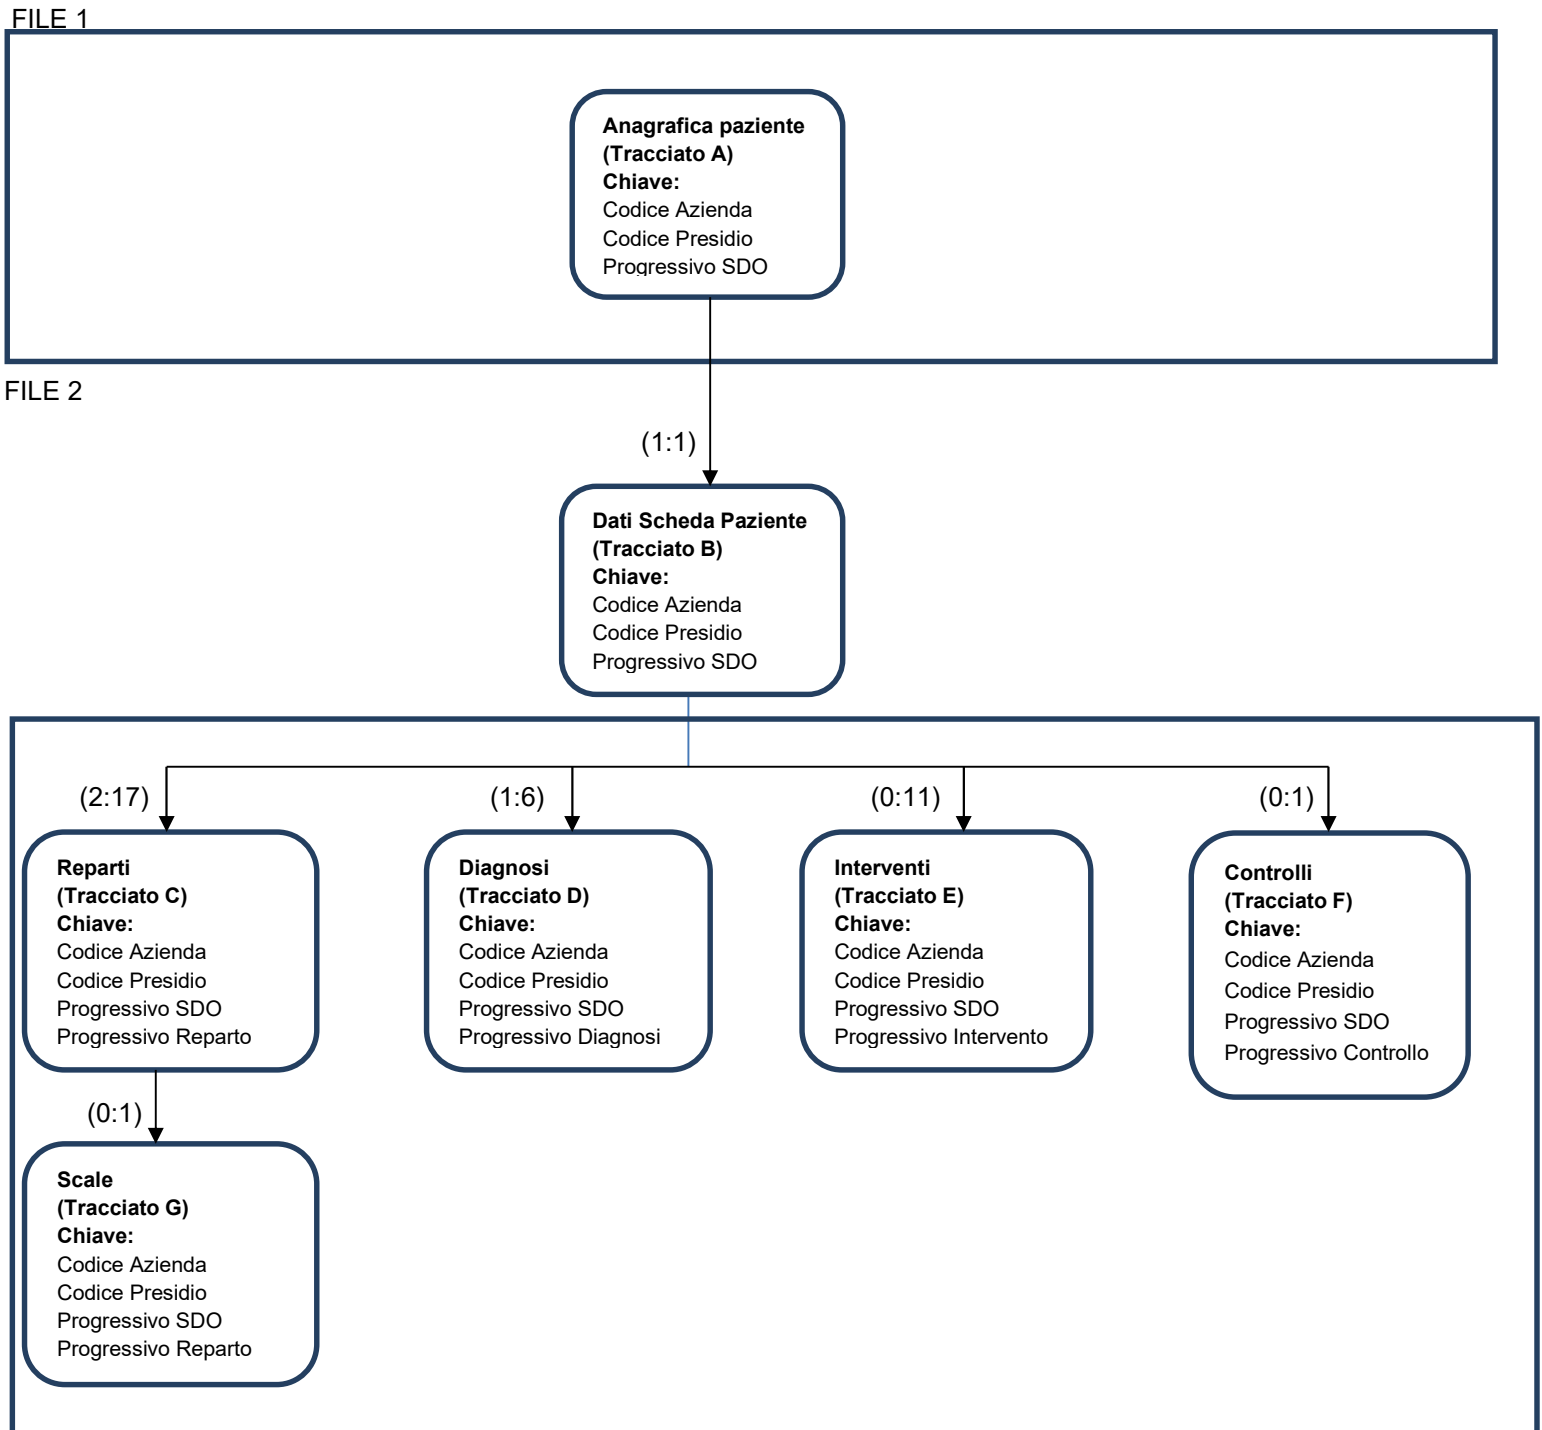 FILE 1
Anagrafica paziente
(Tracciato A)
Chiave:
Codice Azienda
Codice Presidio
Progressivo SDO
FILE 2
(1:1)
Dati Scheda Paziente
(Tracciato B)
Chiave:
Codice Azienda
Codice Presidio
Progressivo SDO
(2:17)
(1:6)
(0:11)
(0:1)
Reparti
(Tracciato C)
Chiave:
Codice Azienda
Codice Presidio
Progressivo SDO
Progressivo Reparto
Diagnosi
(Tracciato D)
Chiave:
Codice Azienda
Codice Presidio
Progressivo SDO
Progressivo Diagnosi
Interventi
(Tracciato E)
Chiave:
Codice Azienda
Codice Presidio
Progressivo SDO
Progressivo Intervento
Controlli
(Tracciato F)
Chiave:
Codice Azienda
Codice Presidio
Progressivo SDO
Progressivo Controllo
(0:1)
Scale
(Tracciato G)
Chiave:
Codice Azienda
Codice Presidio
Progressivo SDO
Progressivo Reparto